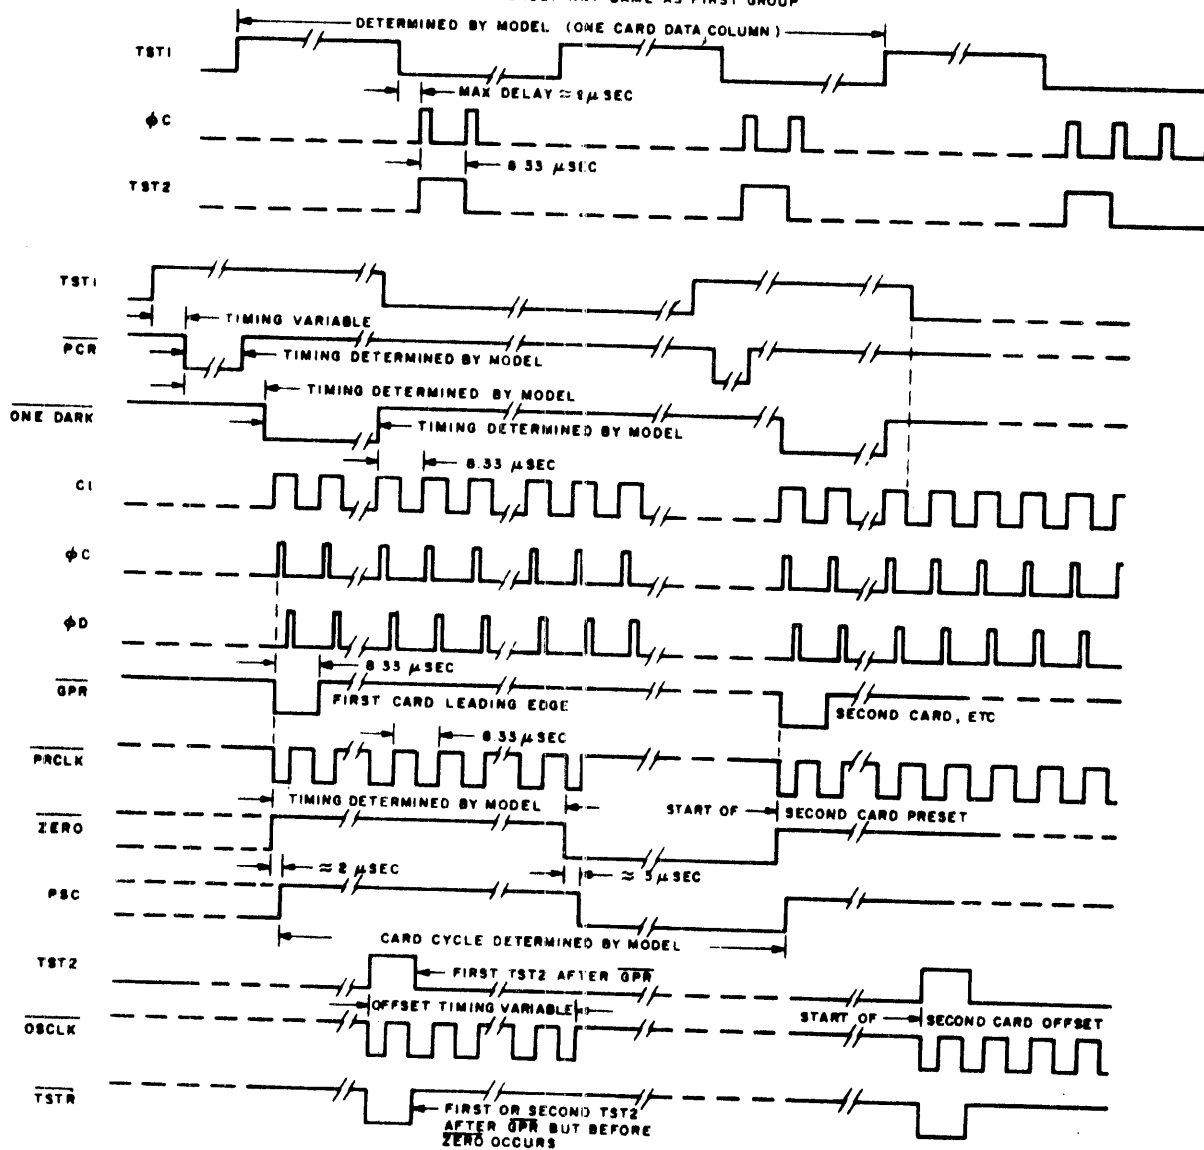 SAME AS FIRST GROUP
DETERMINED BY MODEL (ONE CARD DATA COLUMN)
TST1
MAX DELAY ≈ 9 μSEC
ϕC
8.33 μSEC
TST2
TST1
TIMING VARIABLE
PCR
TIMING DETERMINED BY MODEL
TIMING DETERMINED BY MODEL
ONE DARK
TIMING DETERMINED BY MODEL
8.33 μSEC
C1
ϕC
ϕD
8.33 μSEC
GPR
FIRST CARD LEADING EDGE
SECOND CARD, ETC
8.33 μSEC
PRCLK
TIMING DETERMINED BY MODEL
START OF
SECOND CARD PRESET
ZERO
≈ 2 μSEC
≈ 3 μSEC
PSC
CARD CYCLE DETERMINED BY MODEL
TST2
FIRST TST2 AFTER GPR
OFFSET TIMING VARIABLE
START OF
SECOND CARD OFFSET
OSCLK
TSTR
FIRST OR SECOND TST2
AFTER GPR BUT BEFORE
ZERO OCCURS